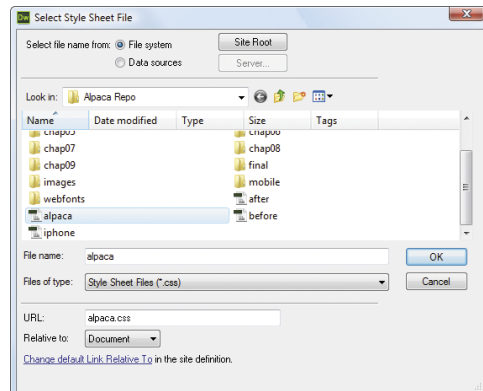 Dw Select Style Sheet File
Select file name from: File system Site Root
Data sources Server...
Look in: Alpaca Repo
Name Date modified Type Size Tags
chap05 chap06
chap07 chap08
chap09 final
images mobile
webfonts after
alpaca before
iphone
File name: alpaca OK
Files of type: Style Sheet Files (*.css) Cancel
URL: alpaca.css
Relative to: Document
Change default Link Relative To in the site definition.